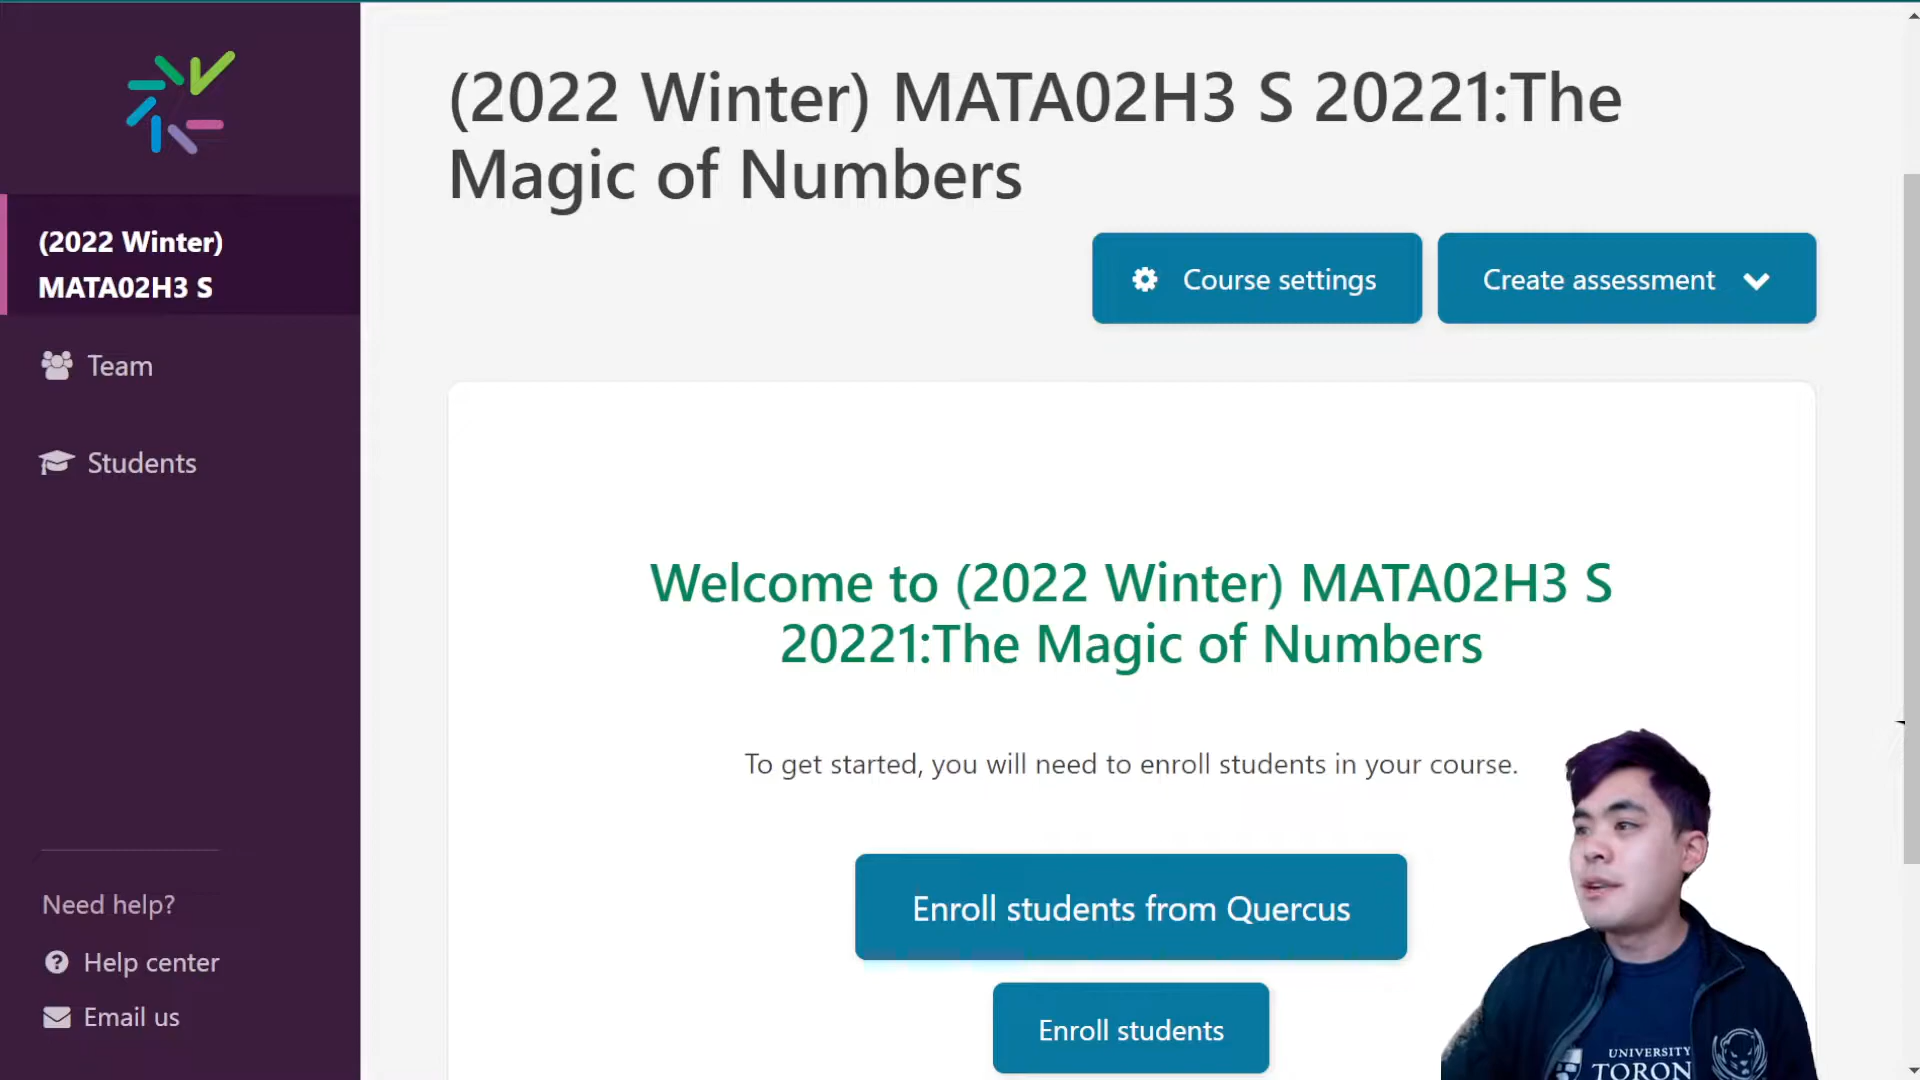 (2022 Winter) MATA02H3 S 20221:The
Magic of Numbers
(2022 Winter)
MATA02H3 S
Course settings
Create assessment
Team
Students
Welcome to (2022 Winter) MATA02H3 S
20221:The Magic of Numbers
To get started, you will need to enroll students in your course.
Enroll students from Quercus
Enroll students
Need help?
Help center
Email us
UNIVERSITY
TORON